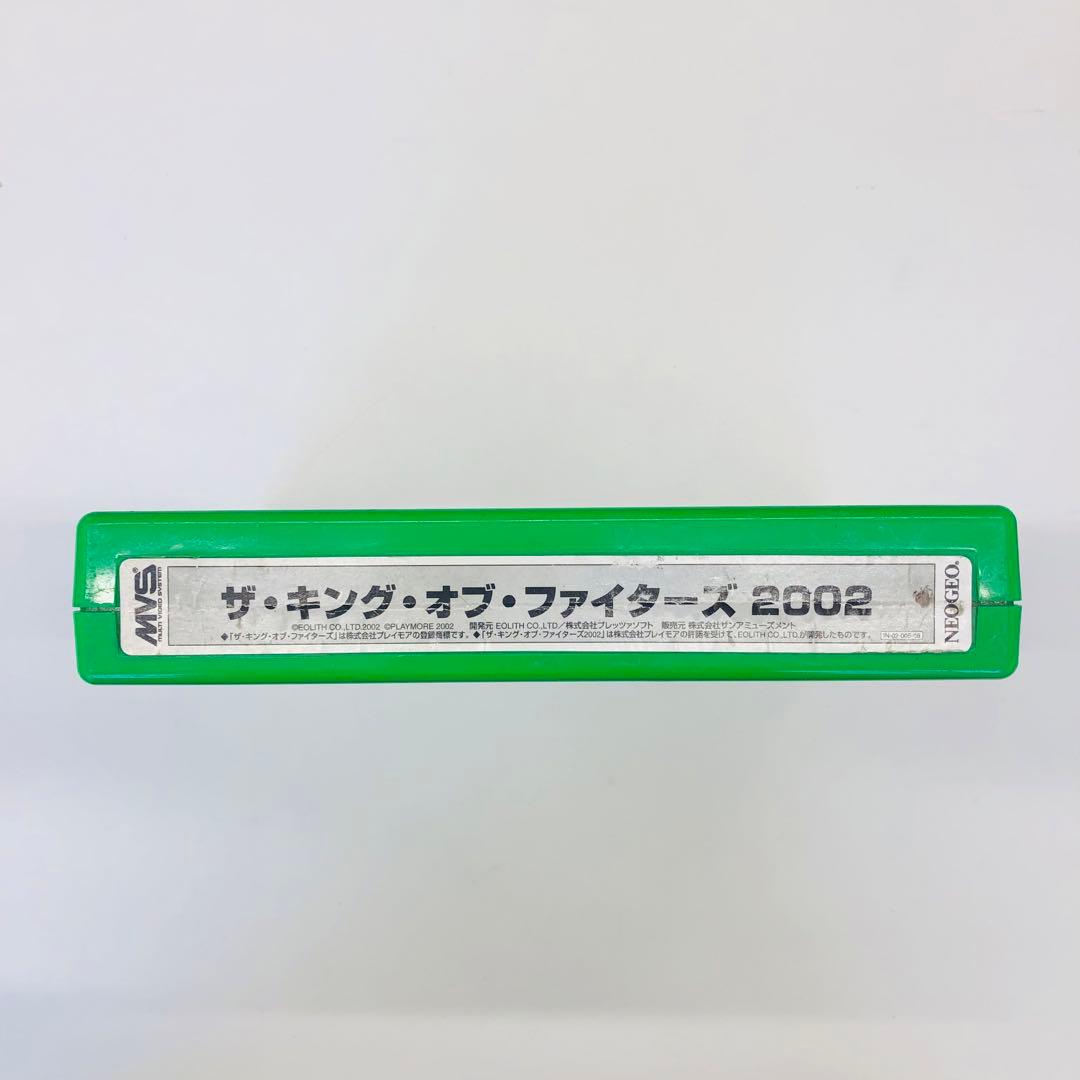 MVS®
MULTI VIDEO SYSTEM
ザ・キング・オブ・ファイターズ 2002
©EOLITH CO.,LTD.2002 ©PLAYMORE 2002 開発元 EOLITH CO.,LTD/株式会社ブレッツァソフト 販売元 株式会社サンアミューズメント
◆「ザ・キング・オブ・ファイターズ」は株式会社プレイモアの登録商標です。◆「ザ・キング・オブ・ファイターズ2002」は株式会社プレイモアの許諾を受けて、EOLITH CO.,LTD.が開発したものです。
NEOGEO®